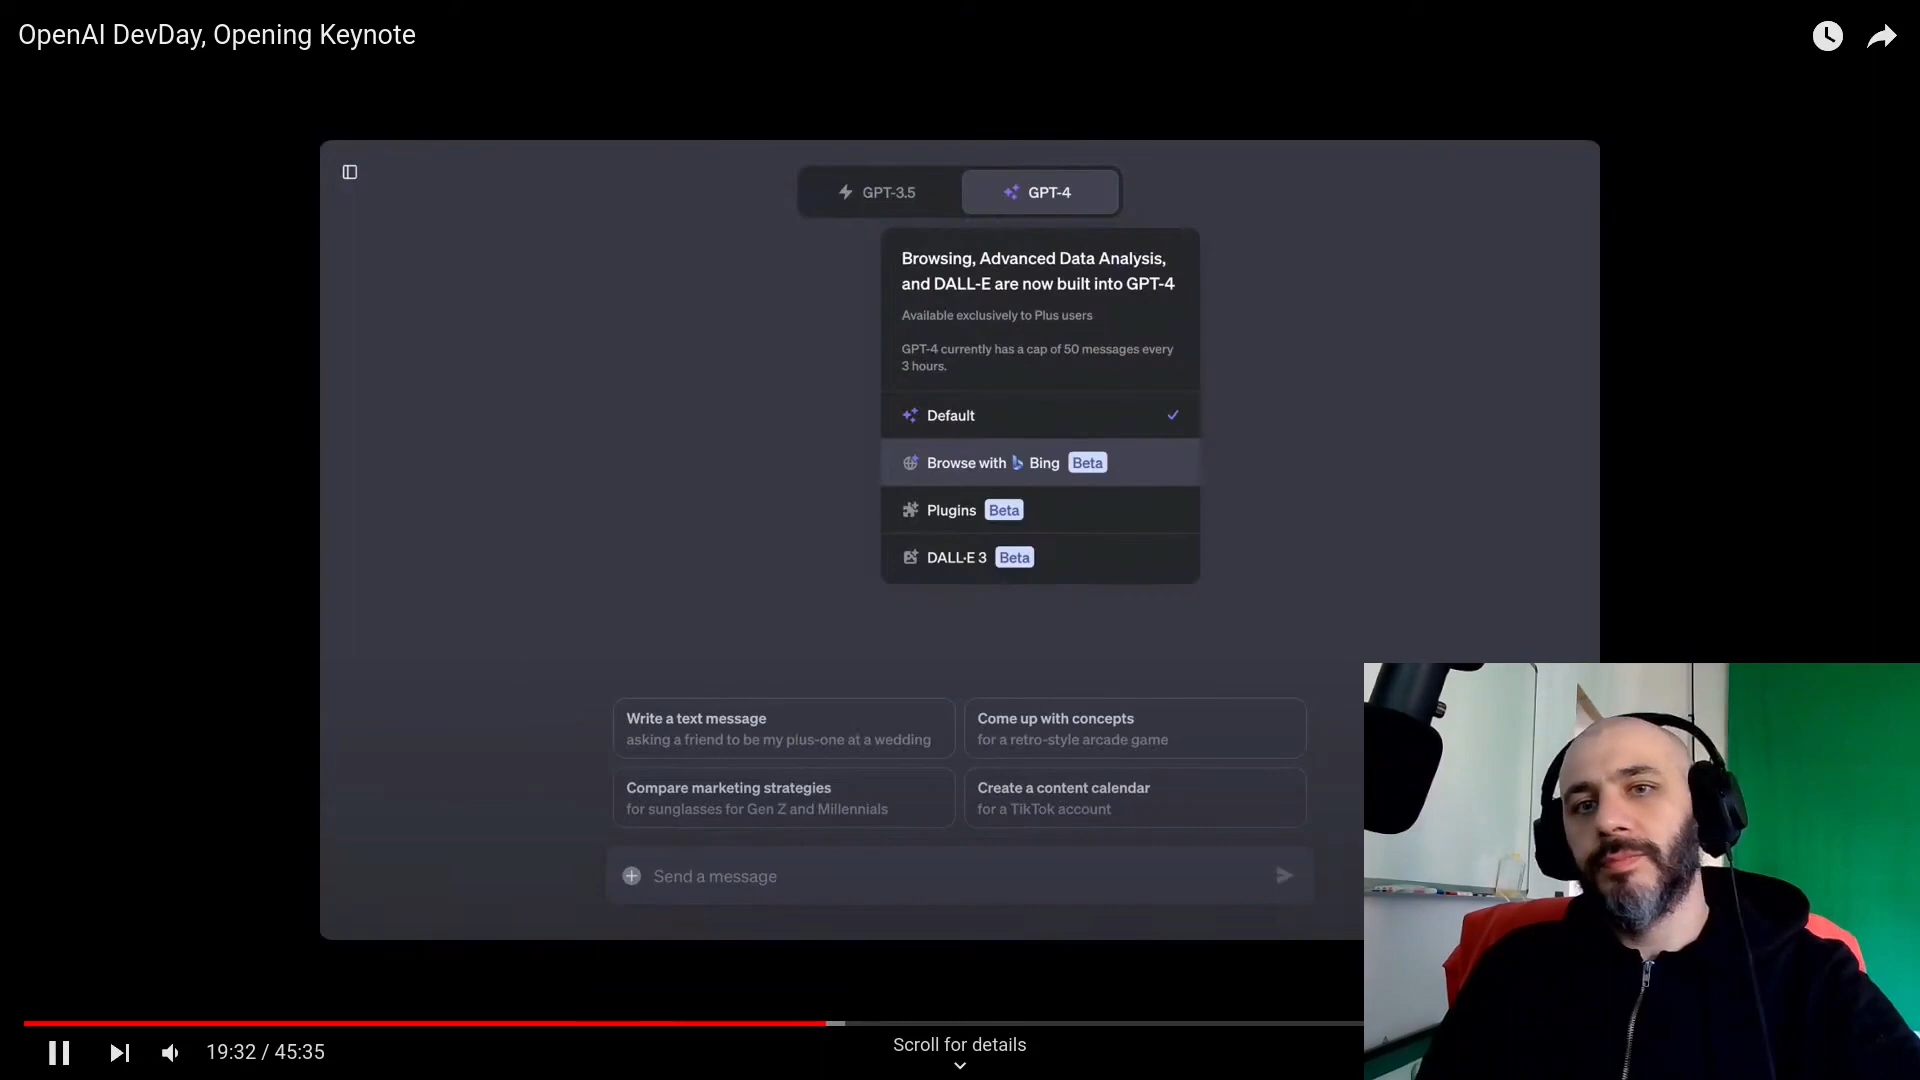 OpenAI DevDay, Opening Keynote
GPT-3.5
GPT-4
Browsing, Advanced Data Analysis,
and DALL-E are now built into GPT-4
Available exclusively to Plus users
GPT-4 currently has a cap of 50 messages every
3 hours.
Default
Browse with Bing Beta
Plugins Beta
DALL·E 3 Beta
Write a text message
asking a friend to be my plus-one at a wedding
Come up with concepts
for a retro-style arcade game
Compare marketing strategies
for sunglasses for Gen Z and Millennials
Create a content calendar
for a TikTok account
Send a message
19:32 / 45:35
Scroll for details